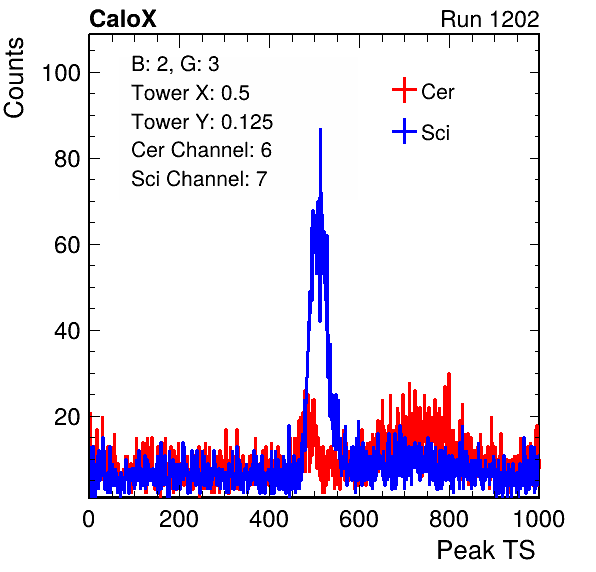 CaloX
Run 1202
Counts
B: 2, G: 3
Tower X: 0.5
Tower Y: 0.125
Cer Channel: 6
Sci Channel: 7
Cer
Sci
100
80
60
40
20
0 200 400 600 800 1000
Peak TS